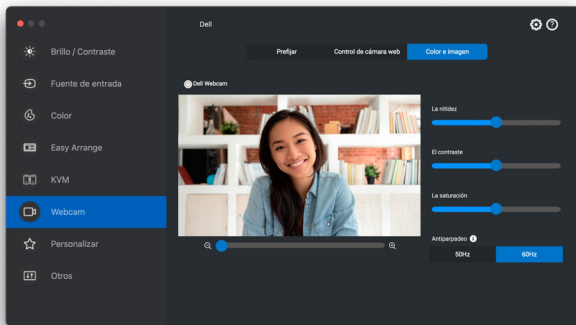 Dell
Brillo / Contraste
Fuente de entrada
Color
Easy Arrange
KVM
Webcam
Personalizar
Otros
Prefijar
Control de cámara web
Color e imagen
Dell Webcam
La nitidez
El contraste
La saturación
Antiparpadeo
50Hz
60Hz